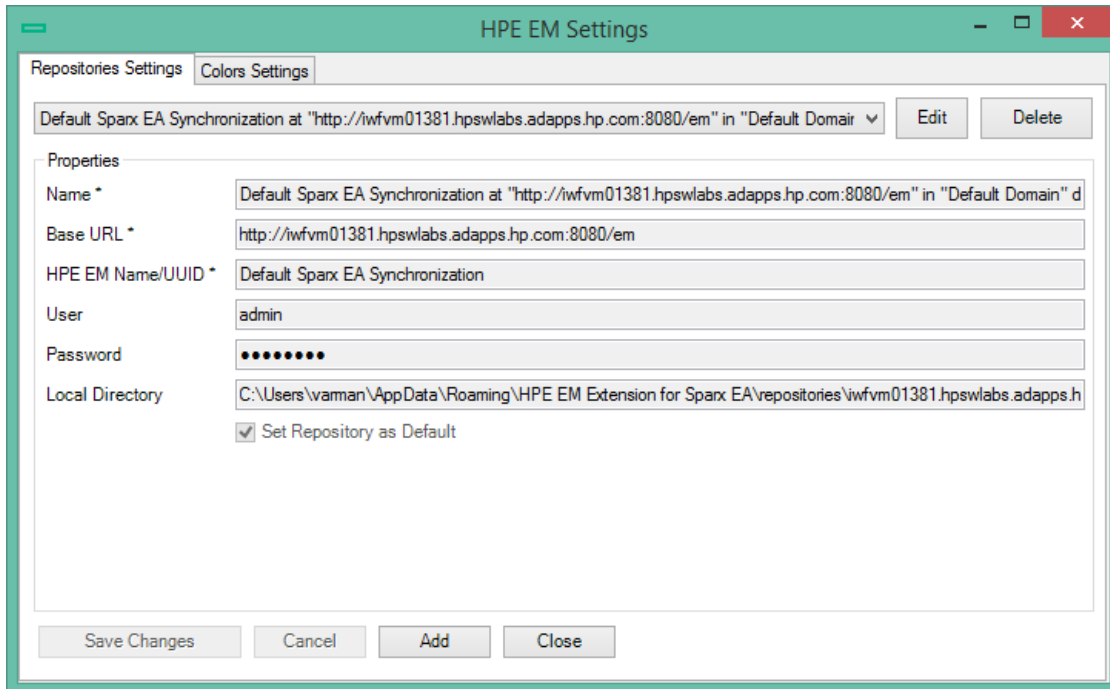 HPE EM Settings
Repositories Settings Colors Settings
Default Sparx EA Synchronization at "http://iwfvm01381.hpswlabs.adapps.hp.com:8080/em" in "Default Domair Edit Delete
Properties
Name * Default Sparx EA Synchronization at "http://iwfvm01381.hpswlabs.adapps.hp.com:8080/em" in "Default Domain" d
Base URL * http://iwfvm01381.hpswlabs.adapps.hp.com:8080/em
HPE EM Name/UUID * Default Sparx EA Synchronization
User admin
Password ●●●●●●●●
Local Directory C:\Users\varman\AppData\Roaming\HPE EM Extension for Sparx EA\repositories\iwfvm01381.hpswlabs.adapps.h
Set Repository as Default
Save Changes Cancel Add Close